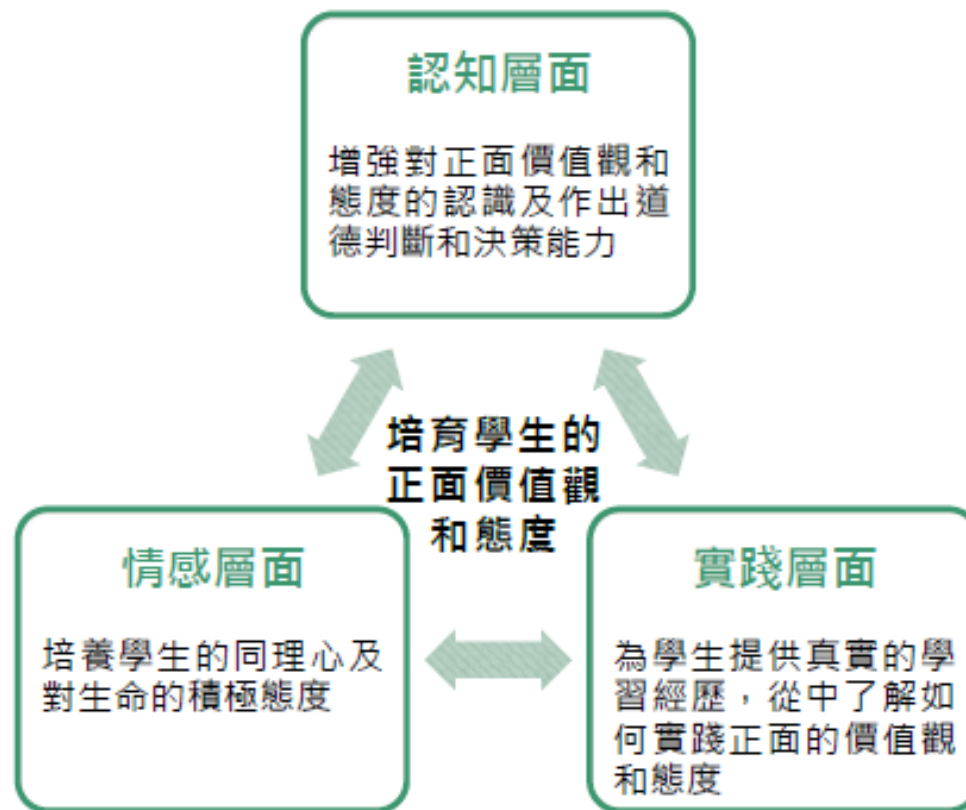 認知層面
增強對正面價值觀和
態度的認識及作出道
德判斷和決策能力
培育學生的
正面價值觀
和態度
情感層面
培養學生的同理心及
對生命的積極態度
實踐層面
為學生提供真實的學
習經歷，從中了解如
何實踐正面的價值觀
和態度